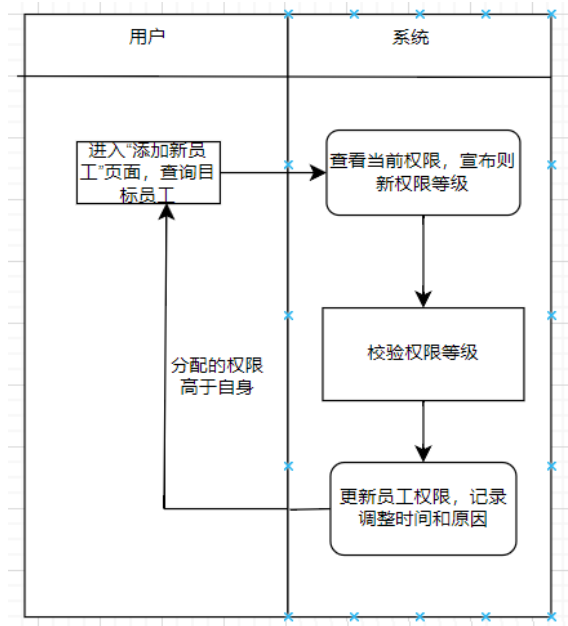 用户
系统
进入“添加新员
工”页面，查询目
标员工
查看当前权限，宣布则
新权限等级
校验权限等级
分配的权限
高于自身
更新员工权限，记录
调整时间和原因